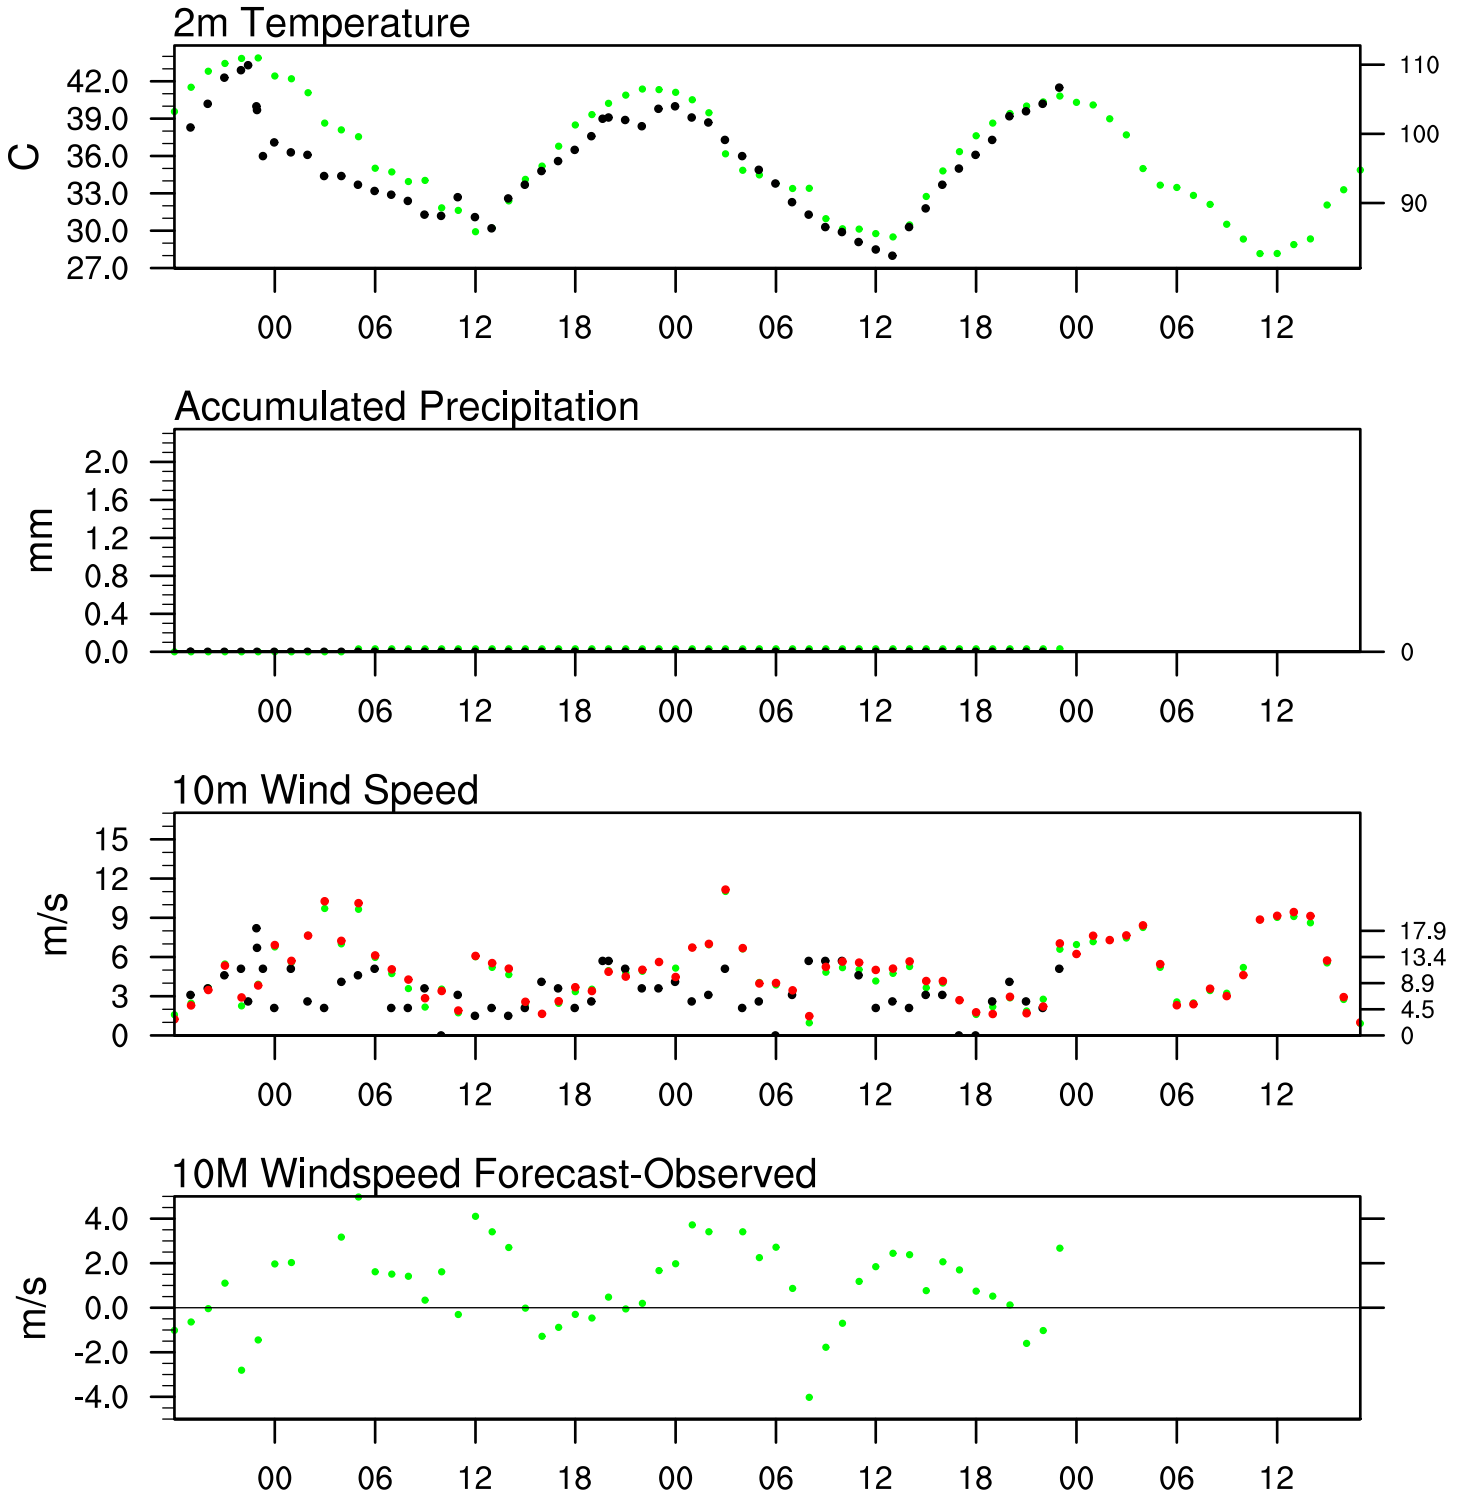 2m Temperature
42.0
39.0
36.0
33.0
30.0
27.0
C
110
100
90
00 06 12 18 00 06 12 18 00 06 12
Accumulated Precipitation
2.0
1.6
1.2
0.8
0.4
0.0
mm
0
00 06 12 18 00 06 12 18 00 06 12
10m Wind Speed
15
12
9
6
3
0
m/s
17.9
13.4
8.9
4.5
0
00 06 12 18 00 06 12 18 00 06 12
10M Windspeed Forecast-Observed
4.0
2.0
0.0
-2.0
-4.0
m/s
00 06 12 18 00 06 12 18 00 06 12